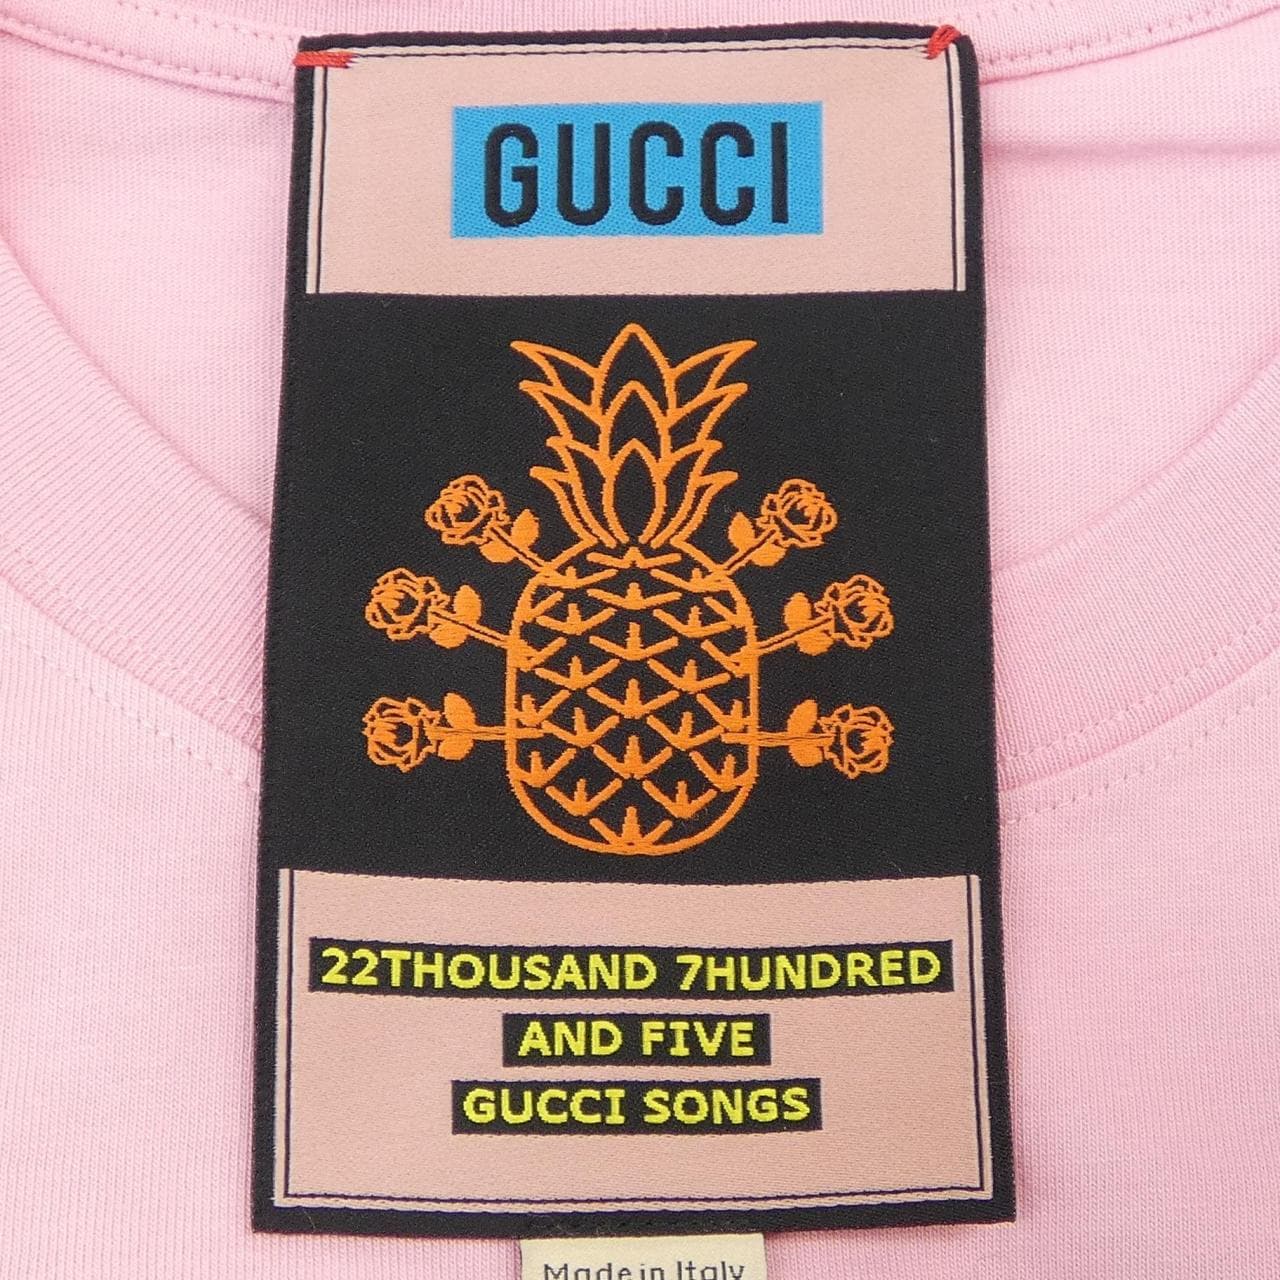 GUCCI
22THOUSAND 7HUNDRED
AND FIVE
GUCCI SONGS
Made in Italy